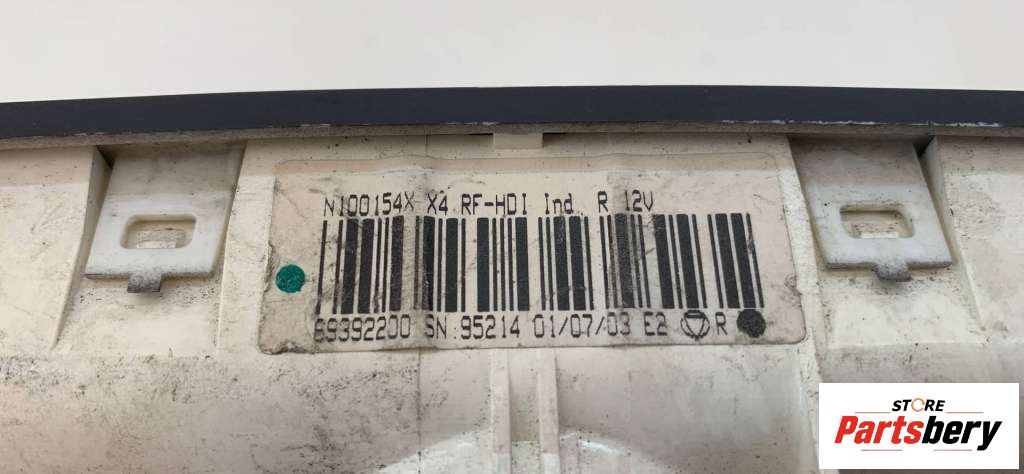 N100154X X4 RF-HDI Ind. R 12V
69392200 SN:95214 01/07/03 E2 R
STORE
Partsbery